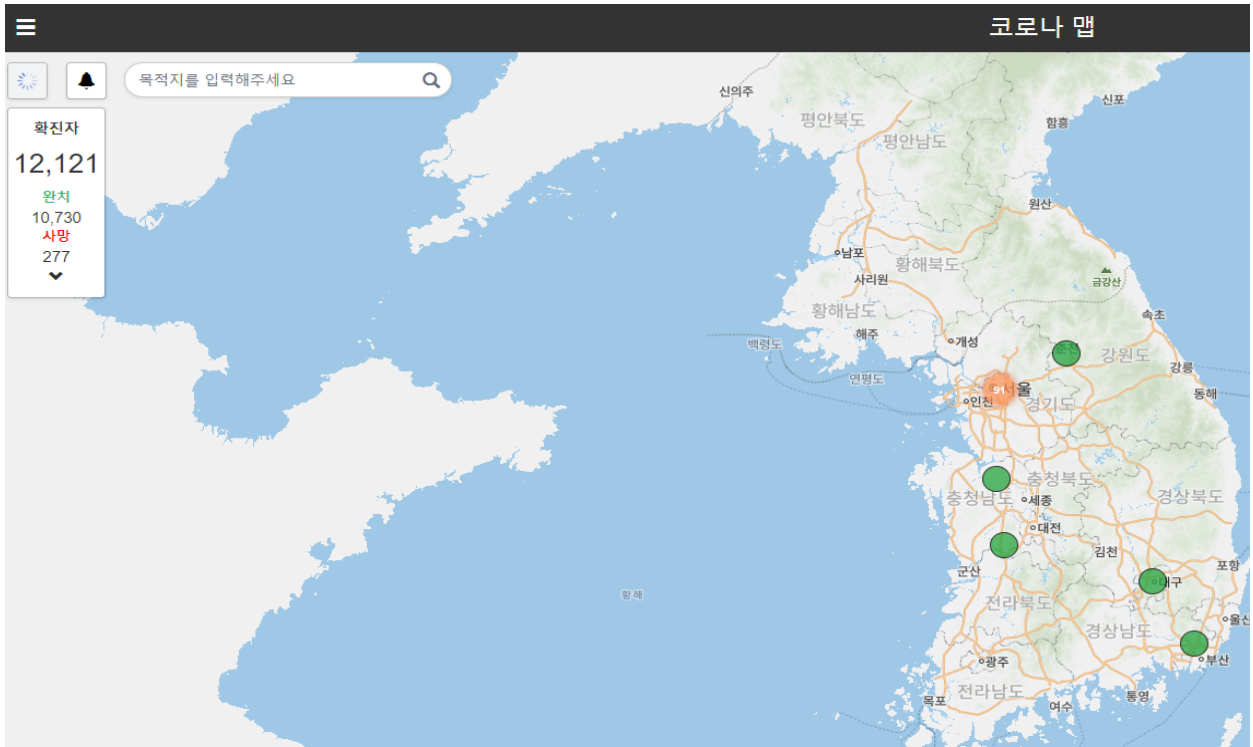 코로나 맵
목적지를 입력해주세요
확진자
12,121
완치
10,730
사망
277
신의주
신포
평안북도
함흥
평안남도
원산
남포
황해북도
사리원
금강산
황해남도
속초
해주
백령도
개성
춘천
강원도
강릉
연평도
91
서울
동해
인천
경기도
충청북도
충청남도
세종
경상북도
대전
김천
포항
군산
대구
황해
전라북도
울산
경상남도
광주
부산
전라남도
통영
목포
여수